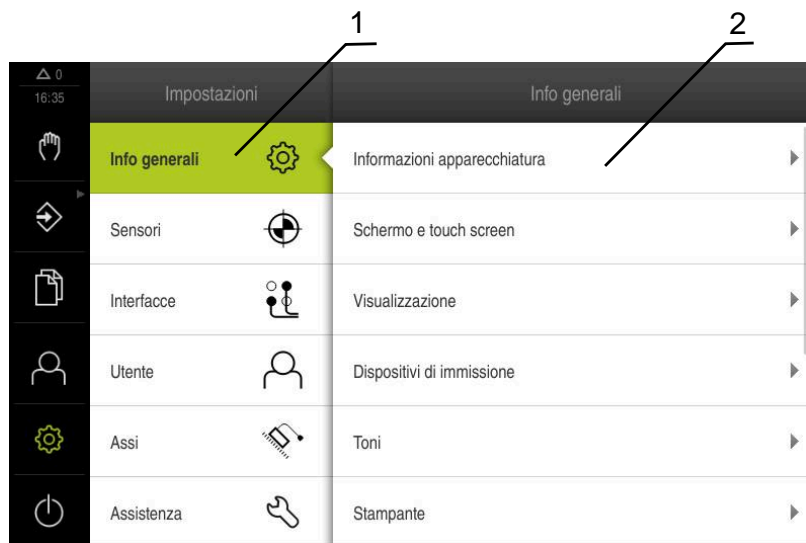 1
2
0
16:35
Impostazioni
Info generali
Info generali
Sensori
Interfacce
Utente
Assi
Assistenza
Informazioni apparecchiatura
Schermo e touch screen
Visualizzazione
Dispositivi di immissione
Toni
Stampante